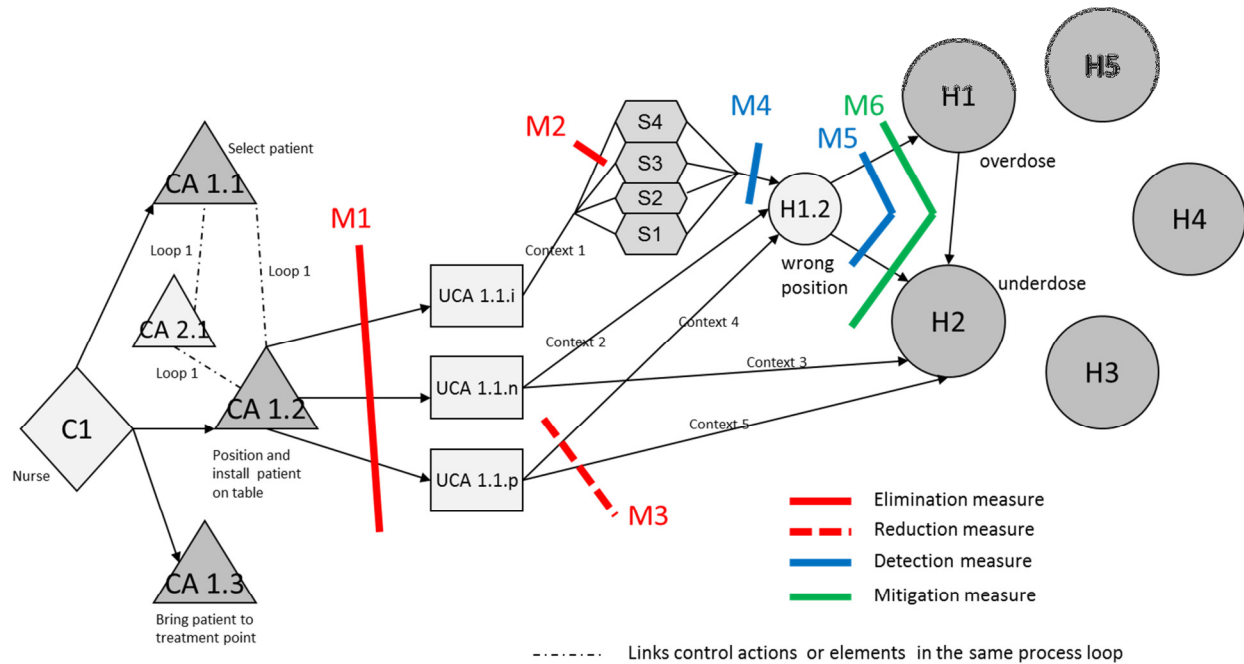 H5
H1
M6
M4
S4
M2
M5
Select patient
S3
overdose
CA 1.1
S2
H1.2
H4
M1
S1
Loop 1
Context 1
wrong
position
Loop 1
underdose
UCA 1.1.i
CA 2.1
H2
Context 4
Context 2
Context 3
H3
Loop 1
UCA 1.1.n
CA 1.2
C1
Context 5
Nurse
Position and
install patient
on table
UCA 1.1.p
M3
Elimination measure
Reduction measure
Detection measure
Mitigation measure
CA 1.3
Bring patient to
treatment point
Links control actions or elements in the same process loop